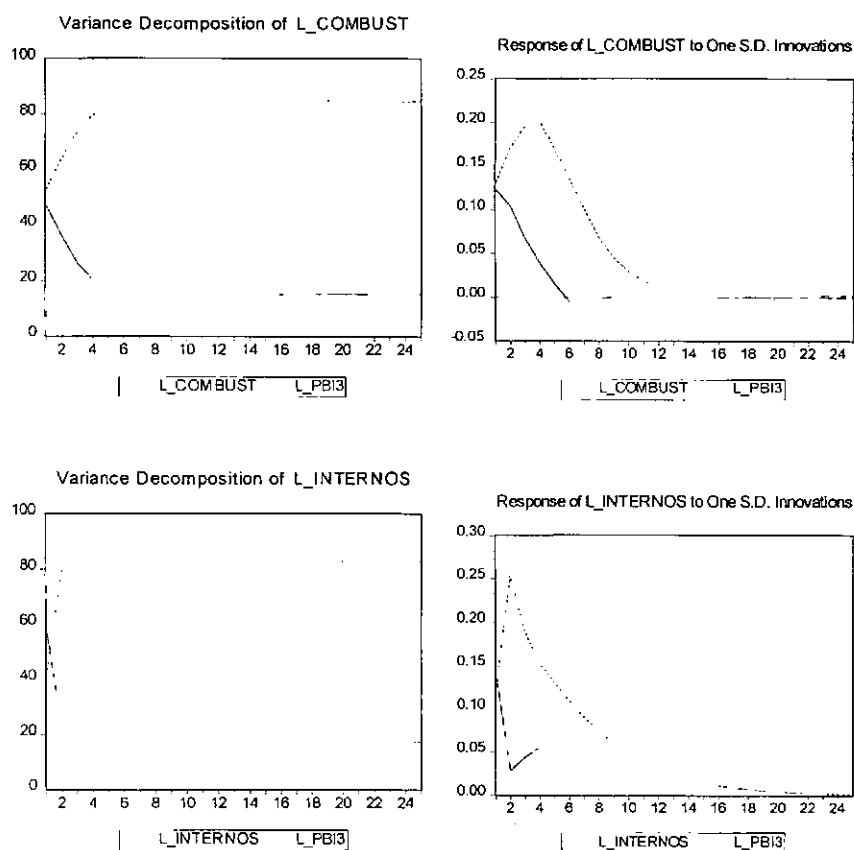 Variance Decomposition of L_COMBUST
100
80
60
40
20
0
2 4 6 8 10 12 14 16 18 20 22 24
L_COMBUST L_PBI3
Response of L_COMBUST to One S.D. Innovations
0.25
0.20
0.15
0.10
0.05
0.00
-0.05
2 4 6 8 10 12 14 16 18 20 22 24
L_COMBUST L_PBI3
Variance Decomposition of L_INTERNOS
100
80
60
40
20
0
2 4 6 8 10 12 14 16 18 20 22 24
L_INTERNOS L_PBI3
Response of L_INTERNOS to One S.D. Innovations
0.30
0.25
0.20
0.15
0.10
0.05
0.00
2 4 6 8 10 12 14 16 18 20 22 24
L_INTERNOS L_PBI3